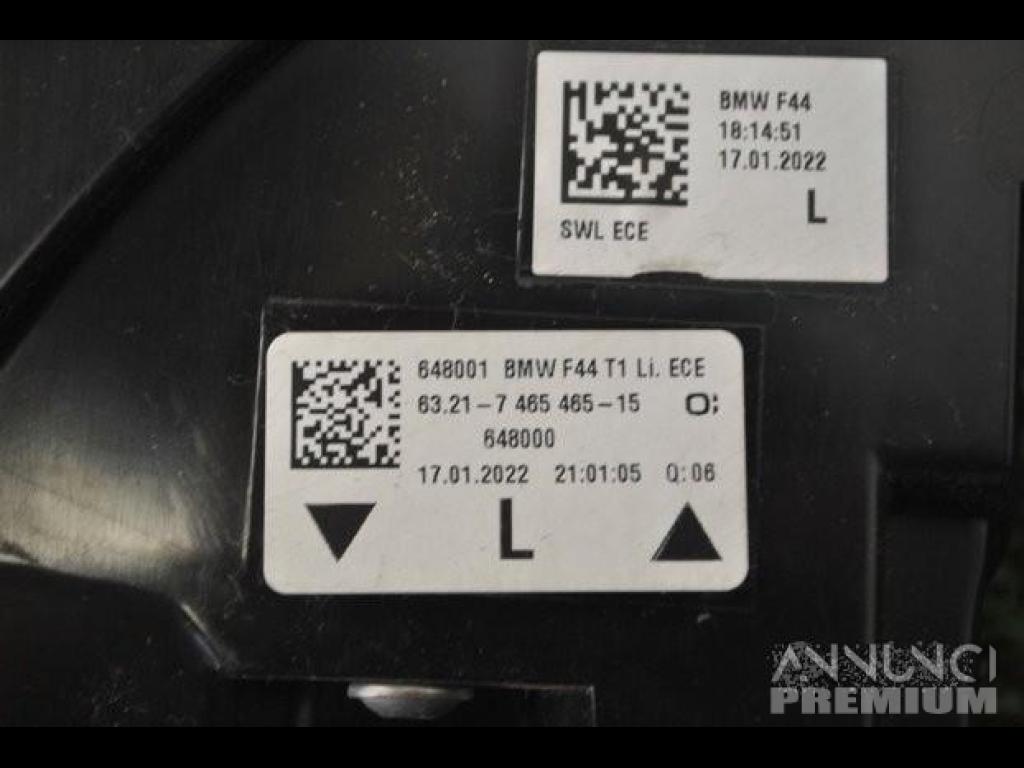 BMW F44
18:14:51
17.01.2022
L
SWL ECE
648001 BMW F44 T1 Li. ECE
63.21-7 465 465-15
648000
17.01.2022 21:01:05 Q:06
L
ANNUNCI
PREMIUM